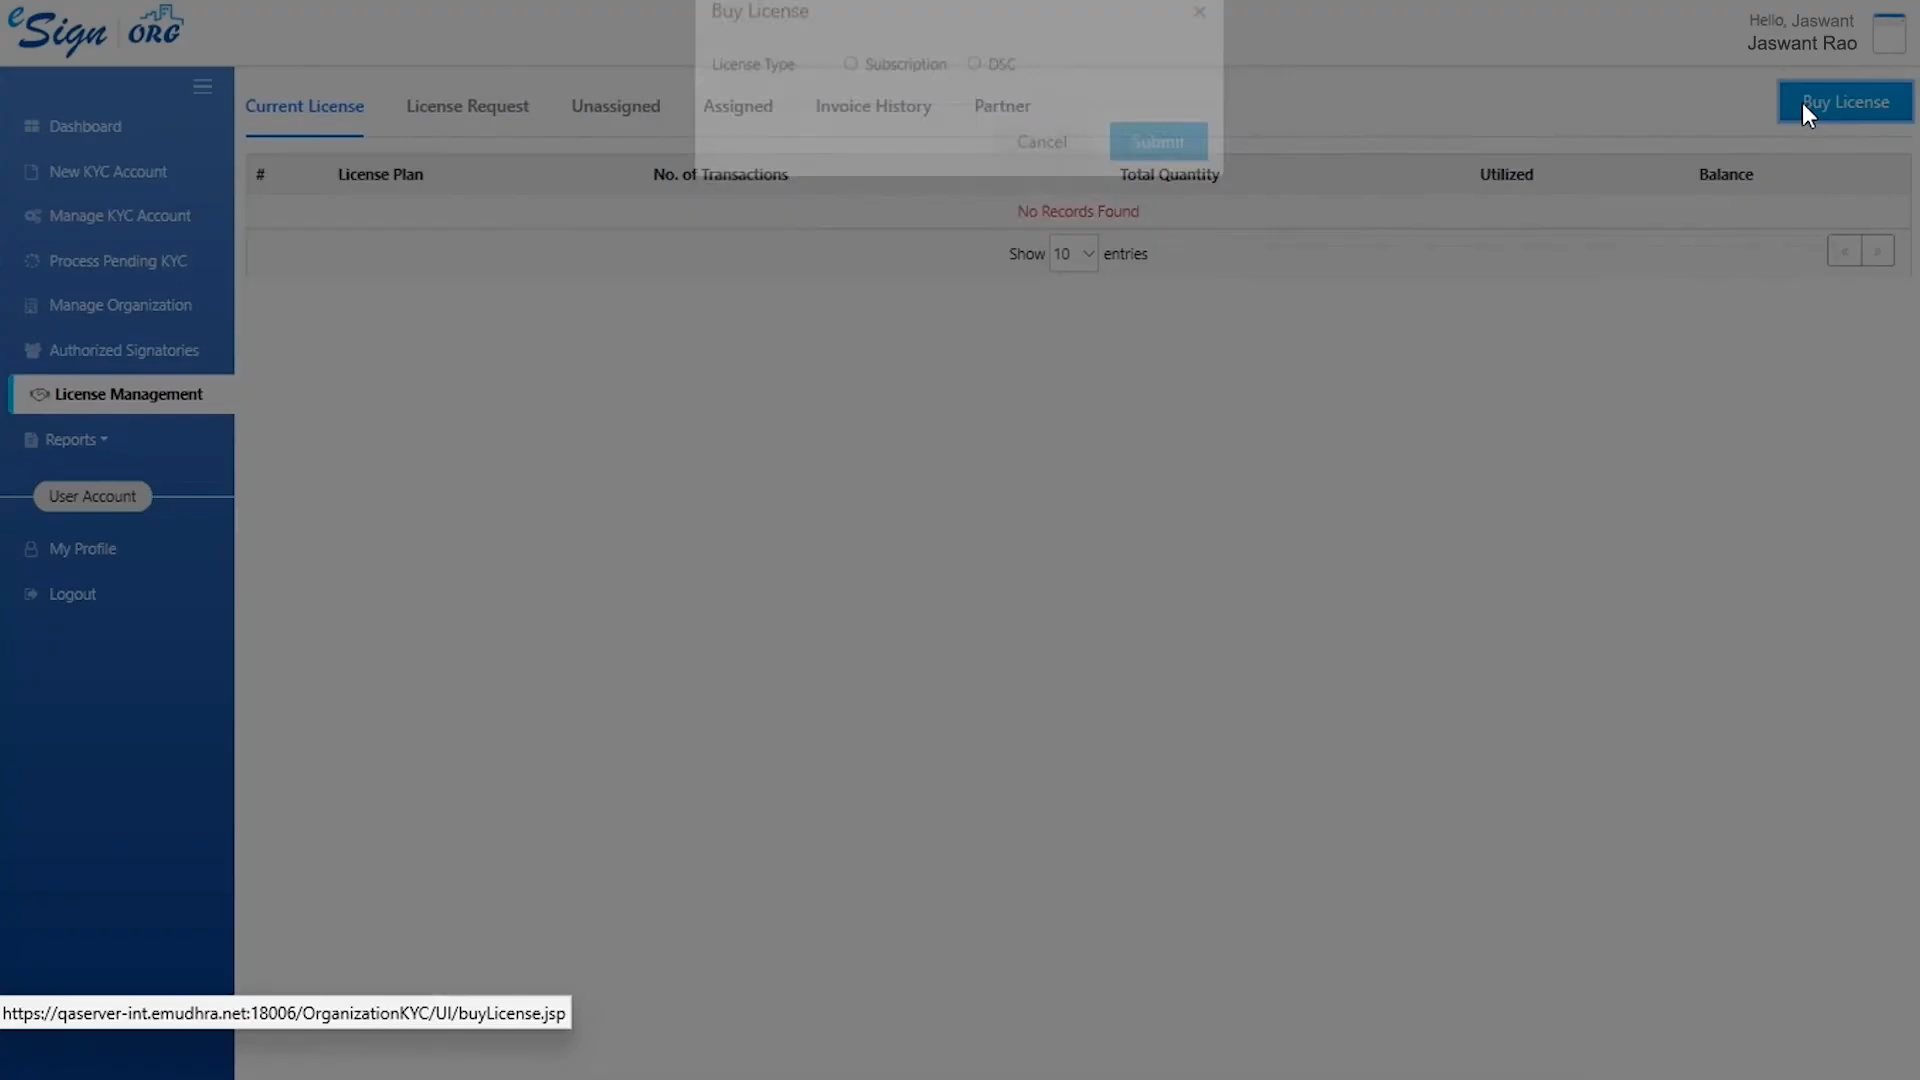 eSign ORG
Hello, Jaswant
Jaswant Rao
Buy License
×
License Type Subscription DSC
Cancel Submit
Current License License Request Unassigned Assigned Invoice History Partner
Buy License
# License Plan No. of Transactions Total Quantity Utilized Balance
No Records Found
Show 10 entries
« »
Dashboard
New KYC Account
Manage KYC Account
Process Pending KYC
Manage Organization
Authorized Signatories
License Management
Reports
User Account
My Profile
Logout
https://qaserver-int.emudhra.net:18006/OrganizationKYC/UI/buyLicense.jsp